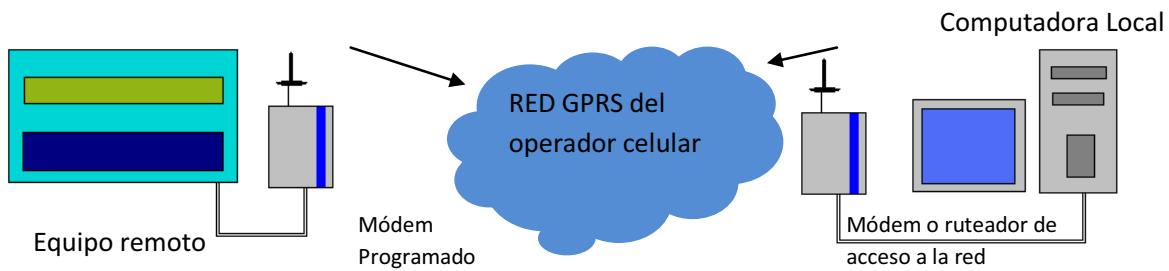 Computadora Local
RED GPRS del
operador celular
Equipo remoto
Módem
Programado
Módem o ruteador de
acceso a la red